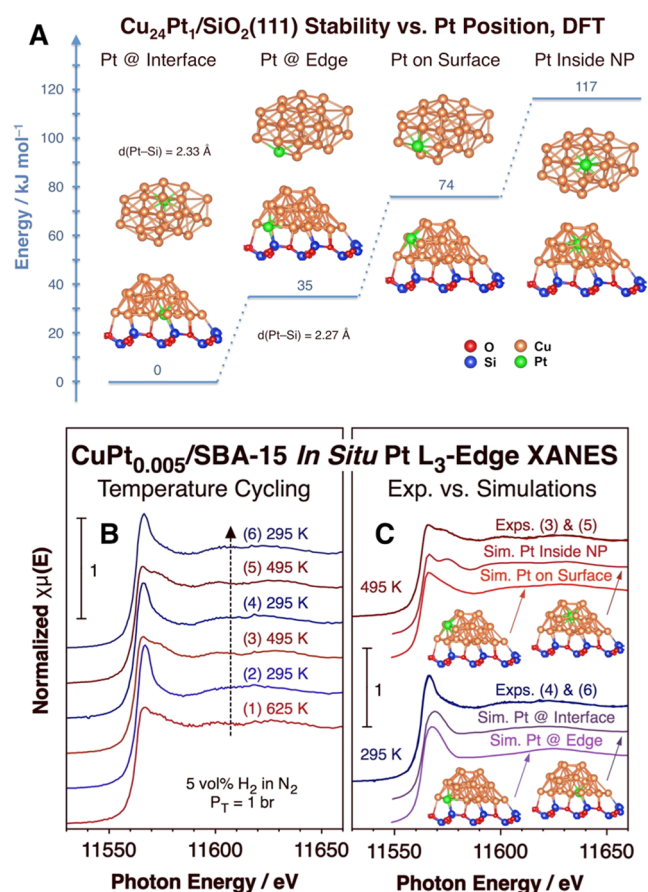 A
Cu24Pt1/SiO2(111) Stability vs. Pt Position, DFT
Pt @ Interface
Pt @ Edge
Pt on Surface
Pt Inside NP
Energy / kJ mol−1
120
100
80
60
40
20
0
d(Pt–Si) = 2.33 Å
0
35
d(Pt–Si) = 2.27 Å
74
117
O
Cu
Si
Pt
CuPt0.005/SBA-15 In Situ Pt L3-Edge XANES
Temperature Cycling
Exp. vs. Simulations
B
Normalized χμ(E)
1
(6) 295 K
(5) 495 K
(4) 295 K
(3) 495 K
(2) 295 K
(1) 625 K
5 vol% H2 in N2
PT = 1 br
11550
11600
11650
Photon Energy / eV
C
Exps. (3) & (5)
Sim. Pt Inside NP
Sim. Pt on Surface
495 K
1
Exps. (4) & (6)
Sim. Pt @ Interface
Sim. Pt @ Edge
295 K
11550
11600
11650
Photon Energy / eV